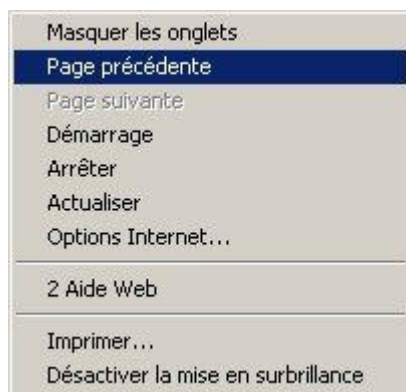 Masquer les onglets
Page précédente
Page suivante
Démarrage
Arrêter
Actualiser
Options Internet...
2 Aide Web
Imprimer...
Désactiver la mise en surbrillance